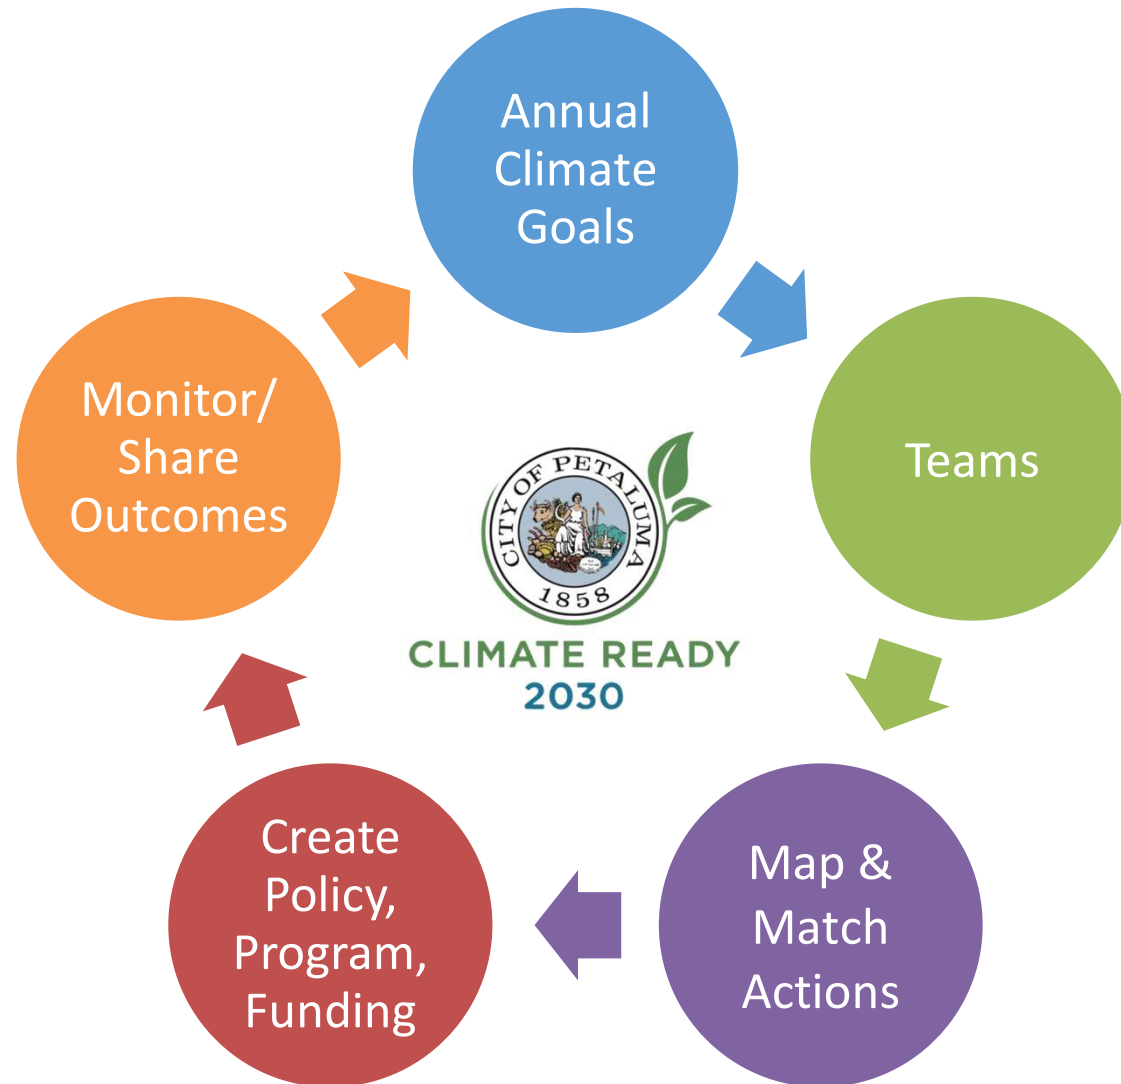 Annual
Climate
Goals
Teams
Map &
Match
Actions
Create
Policy,
Program,
Funding
Monitor/
Share
Outcomes
CITY OF PETALUMA
1858
CLIMATE READY
2030